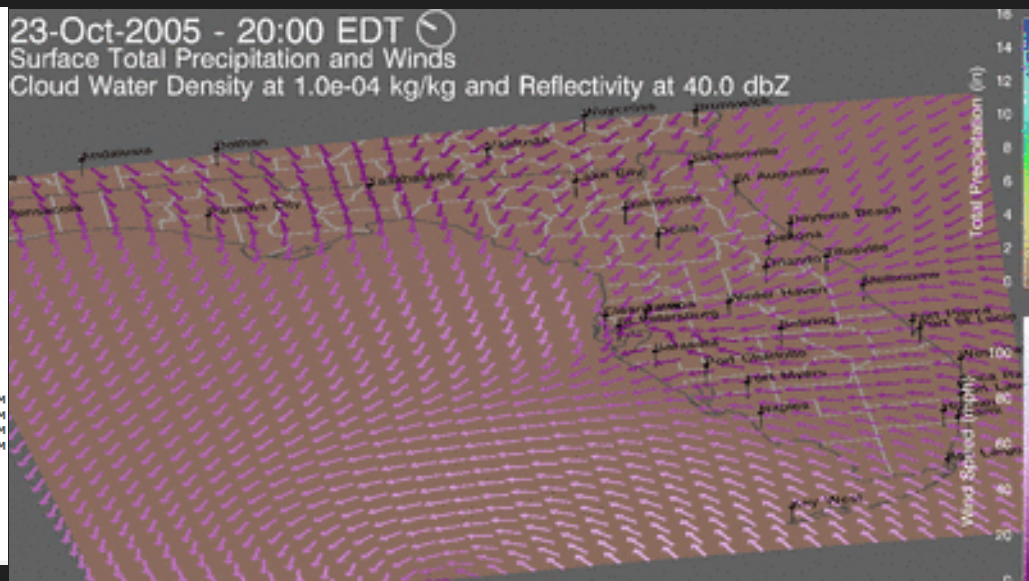 23-Oct-2005 - 20:00 EDT
Surface Total Precipitation and Winds
Cloud Water Density at 1.0e-04 kg/kg and Reflectivity at 40.0 dbZ
16
14
12
10
8
6
4
2
0
Total Precipitation (in)
100
80
60
40
20
0
Wind Speed (mph)
Waycross
Brunswick
Andalusia
Dothan
Valdosta
Jacksonville
Tallahassee
Lake City
St. Augustine
Pensacola
Panama City
Gainesville
Ocala
Daytona Beach
Deltona
Titusville
Orlando
Melbourne
Winter Haven
St. Petersburg
Sebring
Fort Pierce
Port St. Lucie
Sarasota
Port Charlotte
Fort Myers
Naples
Key West